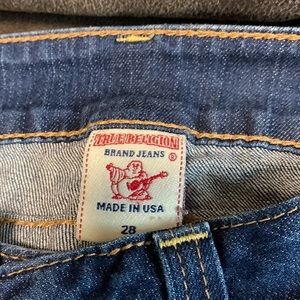 TRUE RELIGION
BRAND JEANS ®
MADE IN USA
28